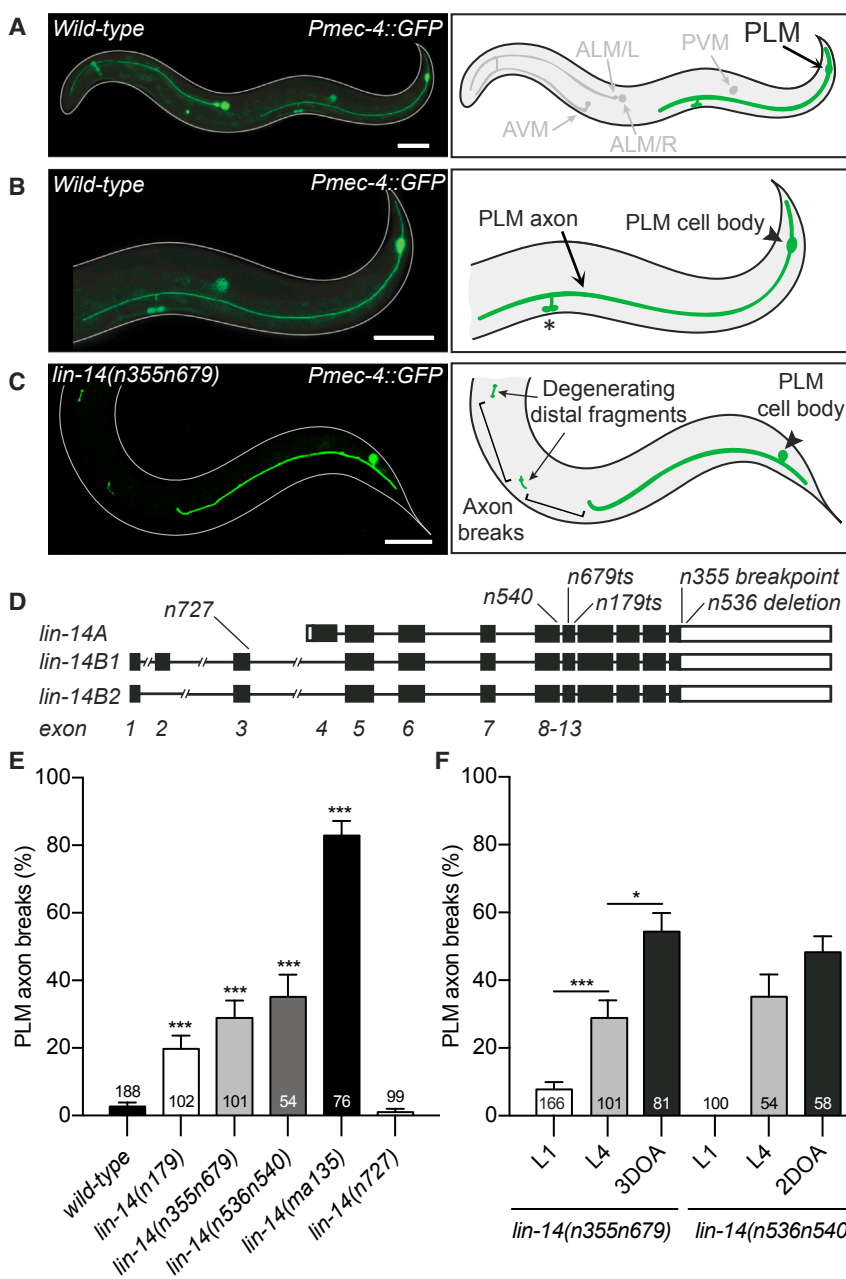 A
Wild-type
Pmec-4::GFP
ALM/L
PVM
PLM
AVM
ALM/R
B
Wild-type
Pmec-4::GFP
PLM axon
PLM cell body
*
C
lin-14(n355n679)
Pmec-4::GFP
Degenerating
distal fragments
PLM
cell body
Axon
breaks
D
n727
n540
n679ts
n179ts
n355 breakpoint
n536 deletion
lin-14A
lin-14B1
lin-14B2
exon 1 2 3 4 5 6 7 8-13
E
PLM axon breaks (%)
100
80
60
40
20
0
188
***
102
***
101
***
54
***
76
99
wild-type
lin-14(n179)
lin-14(n355n679)
lin-14(n536n540)
lin-14(ma135)
lin-14(n727)
F
PLM axon breaks (%)
100
80
60
40
20
0
***
*
166
101
81
100
54
58
L1
L4
3DOA
L1
L4
2DOA
lin-14(n355n679)
lin-14(n536n540